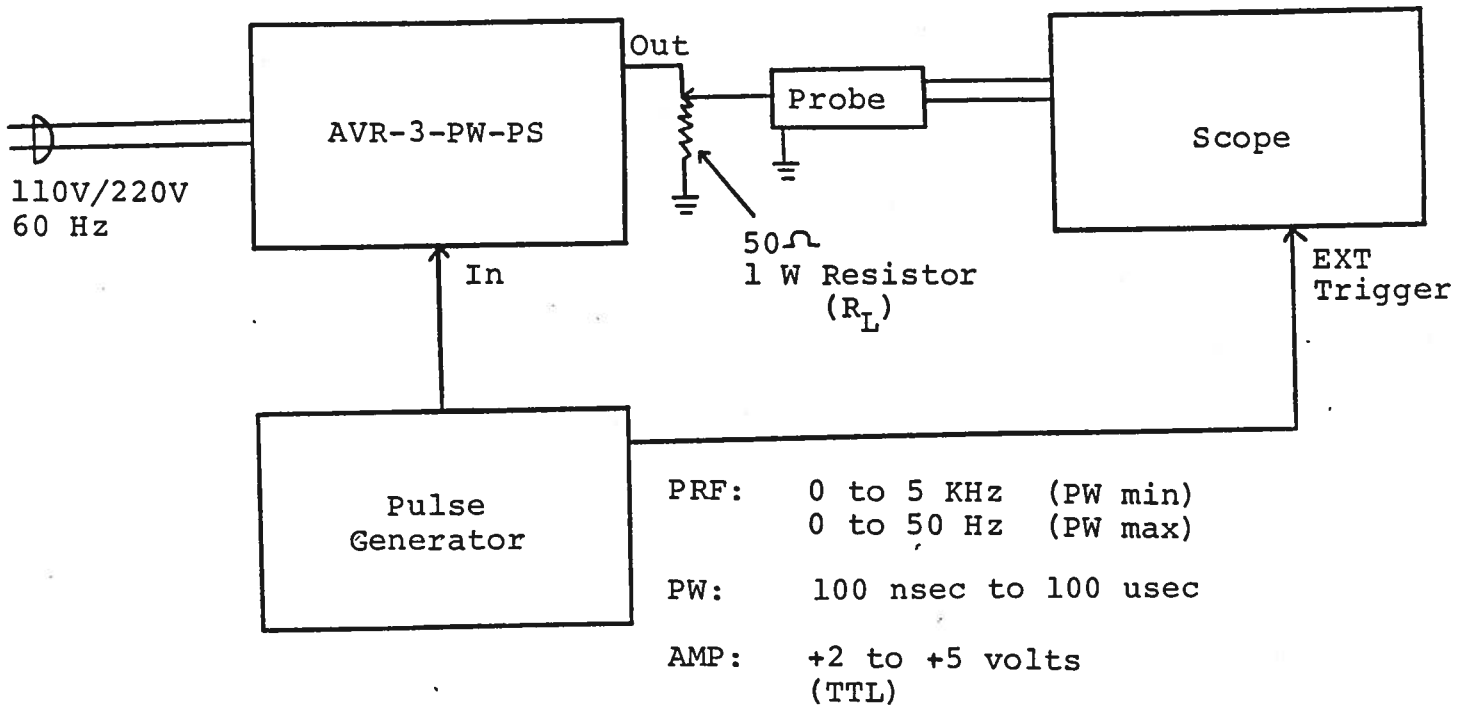 Out
AVR-3-PW-PS
Probe
Scope
110V/220V
60 Hz
50Ω
1 W Resistor
(R_L)
In
EXT
Trigger
Pulse
Generator
PRF: 0 to 5 KHz (PW min)
0 to 50 Hz (PW max)
PW: 100 nsec to 100 usec
AMP: +2 to +5 volts
(TTL)